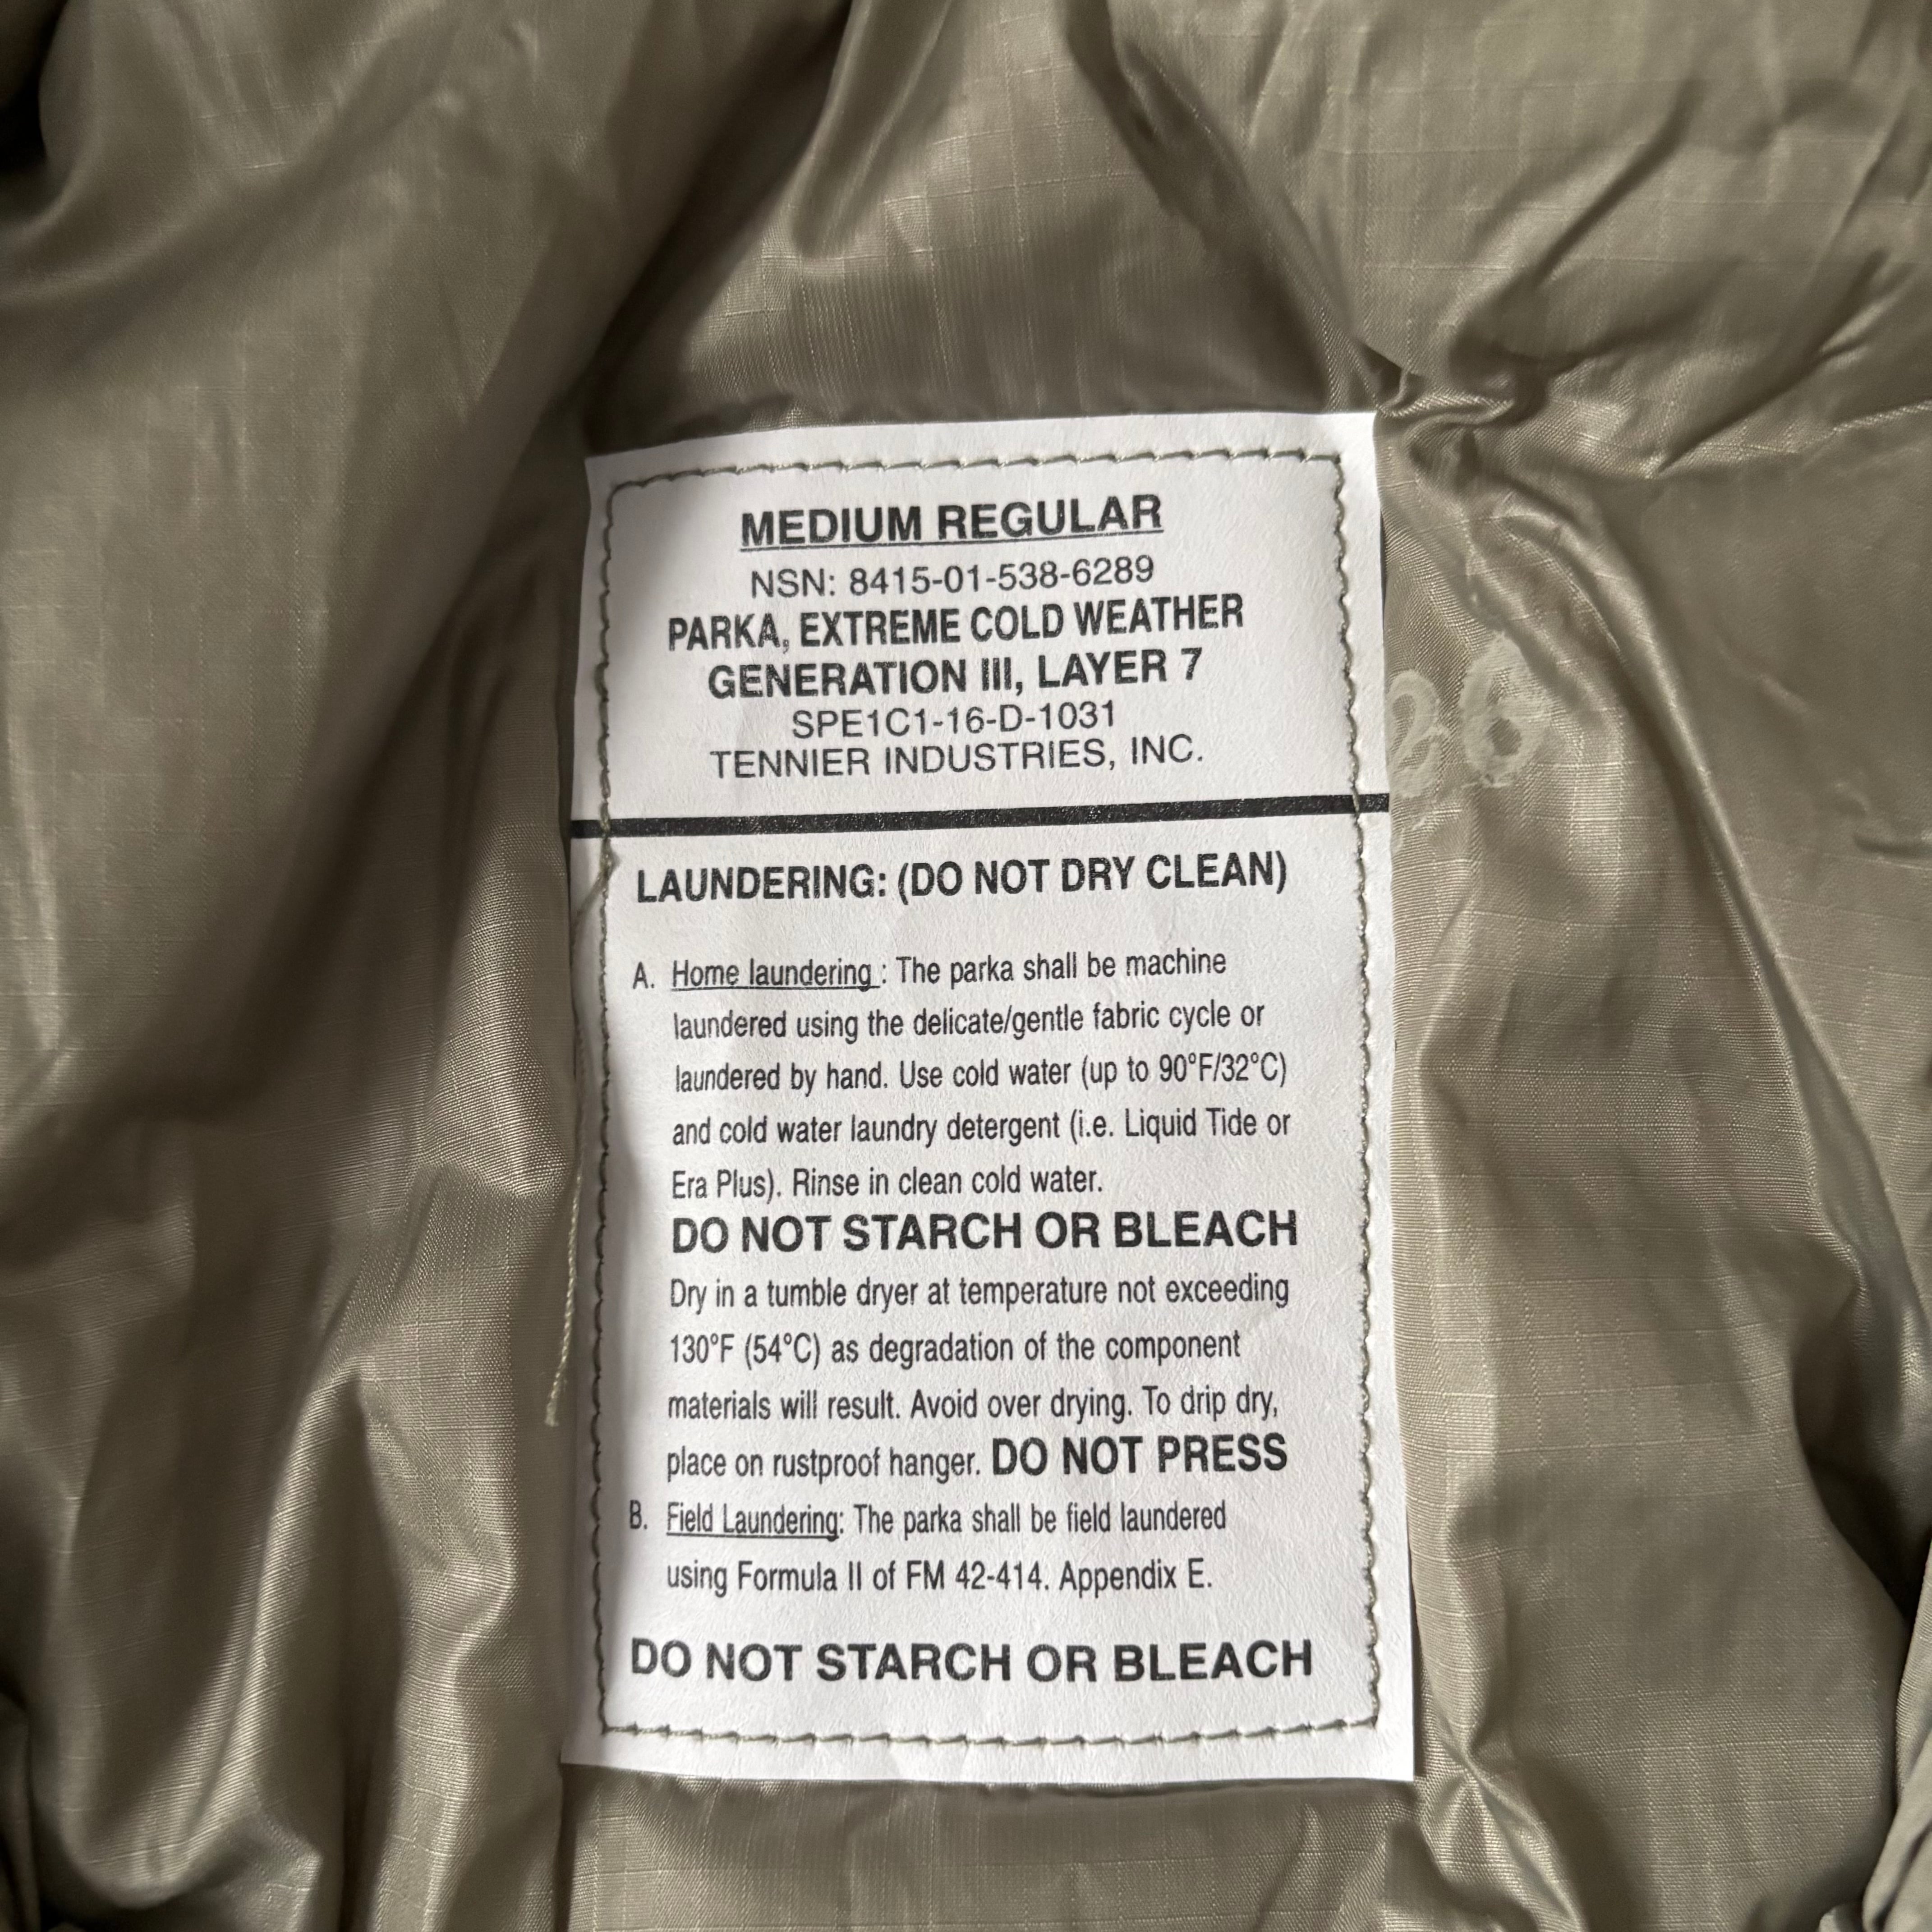 MEDIUM REGULAR
NSN: 8415-01-538-6289
PARKA, EXTREME COLD WEATHER
GENERATION III, LAYER 7
SPE1C1-16-D-1031
TENNIER INDUSTRIES, INC.
26
LAUNDERING: (DO NOT DRY CLEAN)
A. Home laundering : The parka shall be machine
laundered using the delicate/gentle fabric cycle or
laundered by hand. Use cold water (up to 90°F/32°C)
and cold water laundry detergent (i.e. Liquid Tide or
Era Plus). Rinse in clean cold water.
DO NOT STARCH OR BLEACH
Dry in a tumble dryer at temperature not exceeding
130°F (54°C) as degradation of the component
materials will result. Avoid over drying. To drip dry,
place on rustproof hanger. DO NOT PRESS
B. Field Laundering: The parka shall be field laundered
using Formula II of FM 42-414. Appendix E.
DO NOT STARCH OR BLEACH